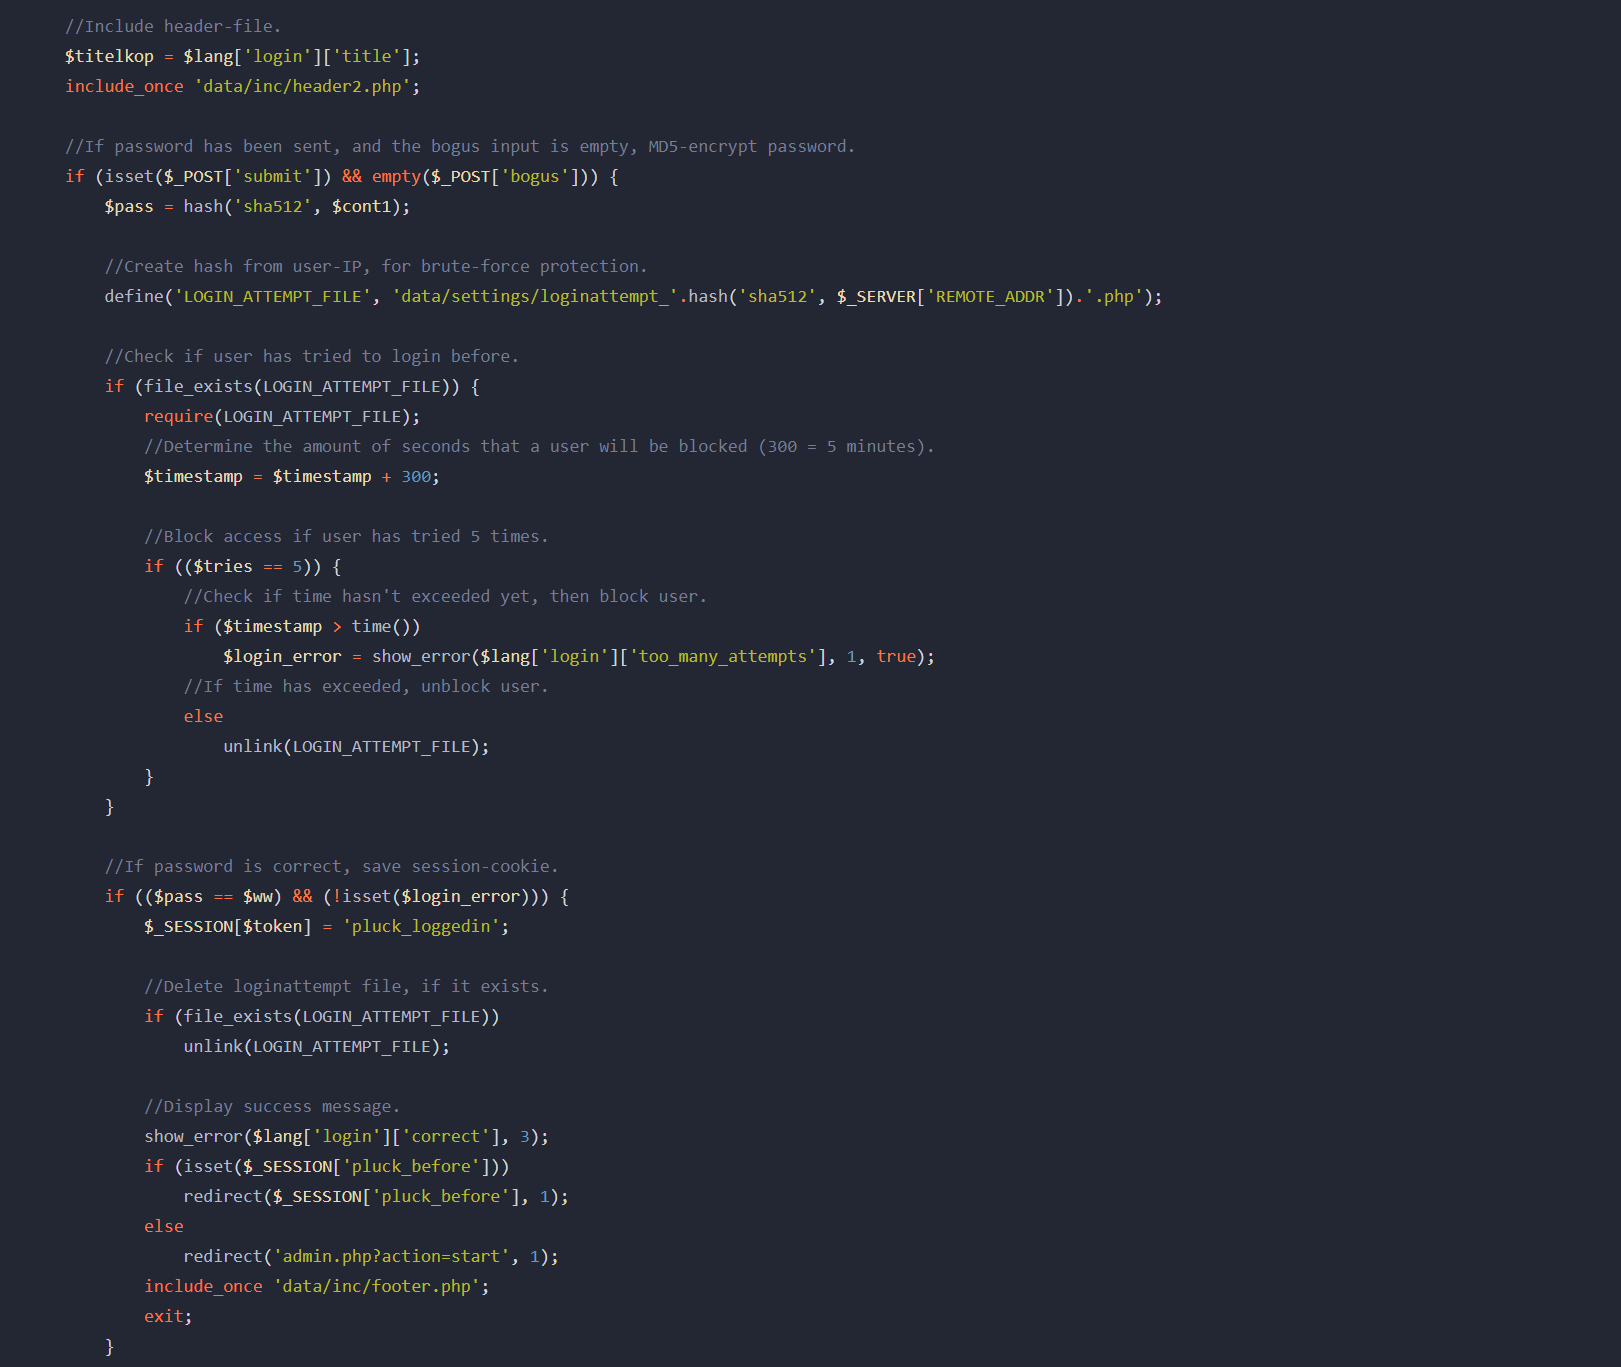 //Include header-file.
$titelkop = $lang['login']['title'];
include_once 'data/inc/header2.php';

//If password has been sent, and the bogus input is empty, MD5-encrypt password.
if (isset($_POST['submit']) && empty($_POST['bogus'])) {
    $pass = hash('sha512', $cont1);

    //Create hash from user-IP, for brute-force protection.
    define('LOGIN_ATTEMPT_FILE', 'data/settings/loginattempt_'.hash('sha512', $_SERVER['REMOTE_ADDR']).'.php');

    //Check if user has tried to login before.
    if (file_exists(LOGIN_ATTEMPT_FILE)) {
        require(LOGIN_ATTEMPT_FILE);
        //Determine the amount of seconds that a user will be blocked (300 = 5 minutes).
        $timestamp = $timestamp + 300;

        //Block access if user has tried 5 times.
        if (($tries == 5)) {
            //Check if time hasn't exceeded yet, then block user.
            if ($timestamp > time())
                $login_error = show_error($lang['login']['too_many_attempts'], 1, true);
            //If time has exceeded, unblock user.
            else
                unlink(LOGIN_ATTEMPT_FILE);
        }
    }

    //If password is correct, save session-cookie.
    if (($pass == $ww) && (!isset($login_error))) {
        $_SESSION[$token] = 'pluck_loggedin';

        //Delete loginattempt file, if it exists.
        if (file_exists(LOGIN_ATTEMPT_FILE))
            unlink(LOGIN_ATTEMPT_FILE);

        //Display success message.
        show_error($lang['login']['correct'], 3);
        if (isset($_SESSION['pluck_before']))
            redirect($_SESSION['pluck_before'], 1);
        else
            redirect('admin.php?action=start', 1);
        include_once 'data/inc/footer.php';
        exit;
    }